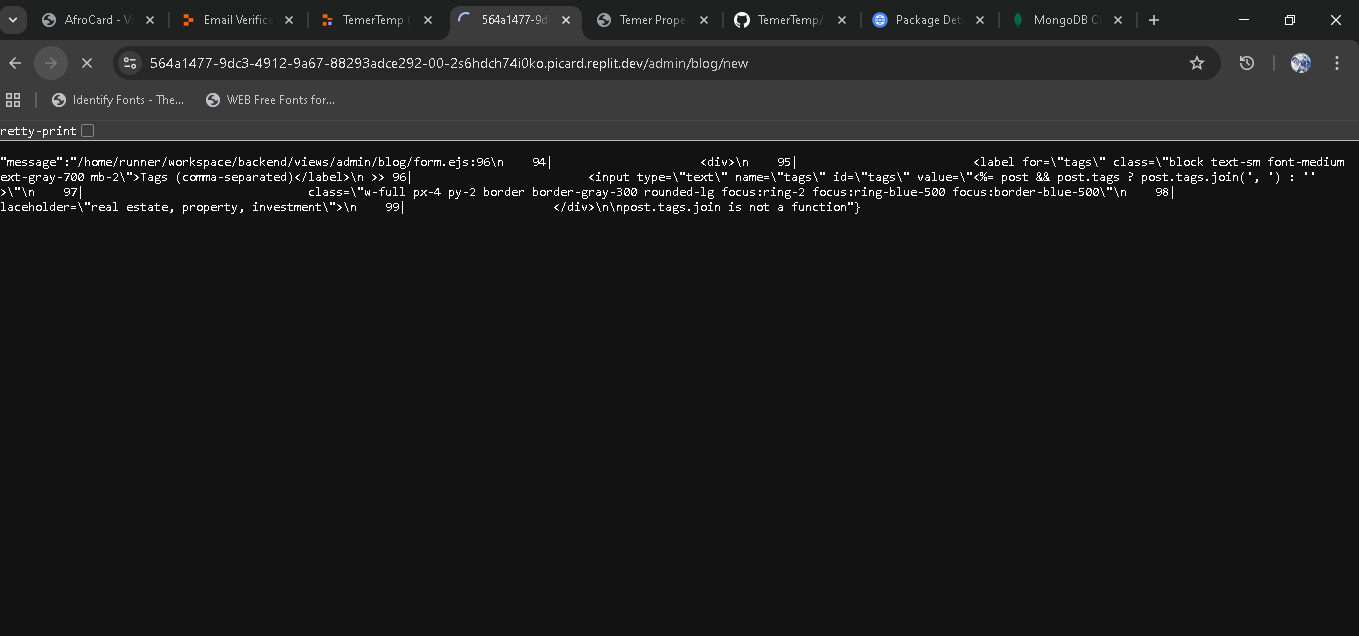 AfroCard - Vi
Email Verifica
TemerTemp (
564a1477-9d
Temer Prope
TemerTemp/
Package Det
MongoDB Cl
564a1477-9dc3-4912-9a67-88293adce292-00-2s6hdch74i0ko.picard.replit.dev/admin/blog/new
Identify Fonts - The...
WEB Free Fonts for...
retty-print
"message":"/home/runner/workspace/backend/views/admin/blog/form.ejs:96\n    94|                     <div>\n    95|                         <label for=\"tags\" class=\"block text-sm font-medium
ext-gray-700 mb-2\">Tags (comma-separated)</label>\n >> 96|                         <input type=\"text\" name=\"tags\" id=\"tags\" value=\"<%= post && post.tags ? post.tags.join(', ') : ''
>\"\n    97|                                class=\"w-full px-4 py-2 border border-gray-300 rounded-lg focus:ring-2 focus:ring-blue-500 focus:border-blue-500\"\n    98|
laceholder=\"real estate, property, investment\">\n    99|                     </div>\n\npost.tags.join is not a function"}